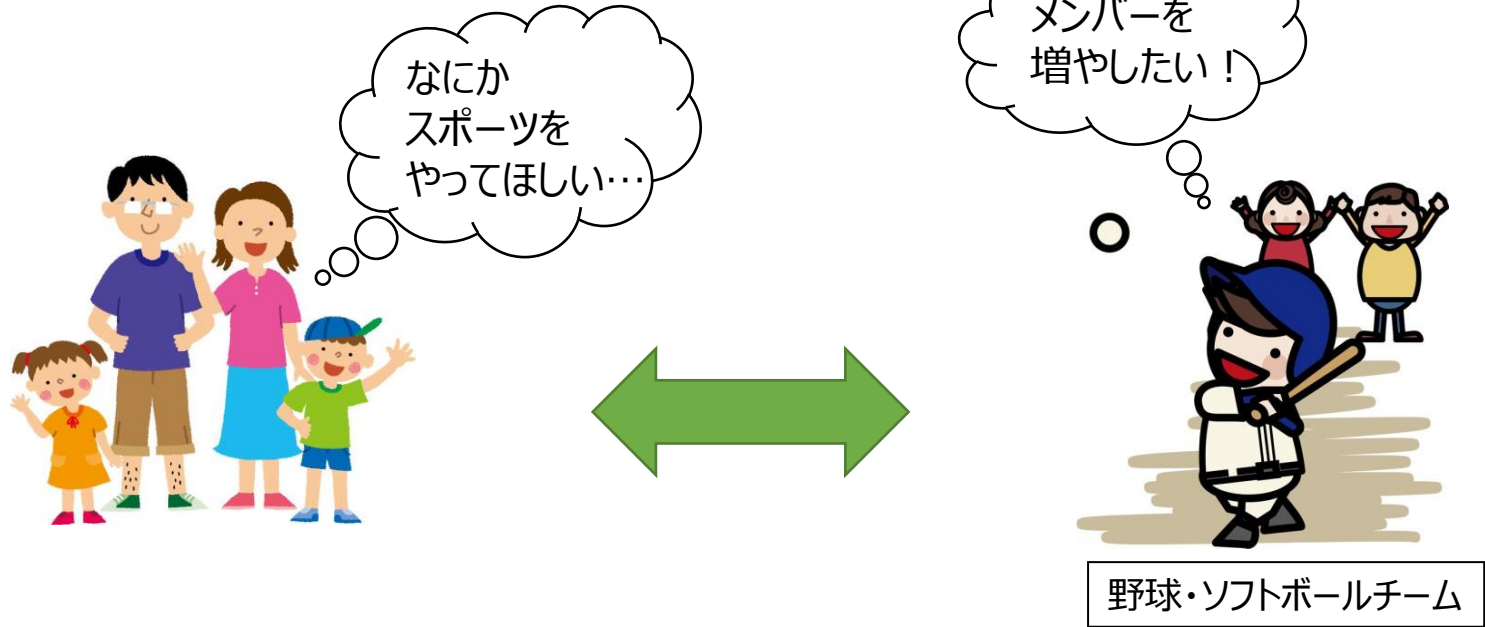 なにか
スポーツを
やってほしい…
メンバーを
増やしたい！
野球・ソフトボールチーム